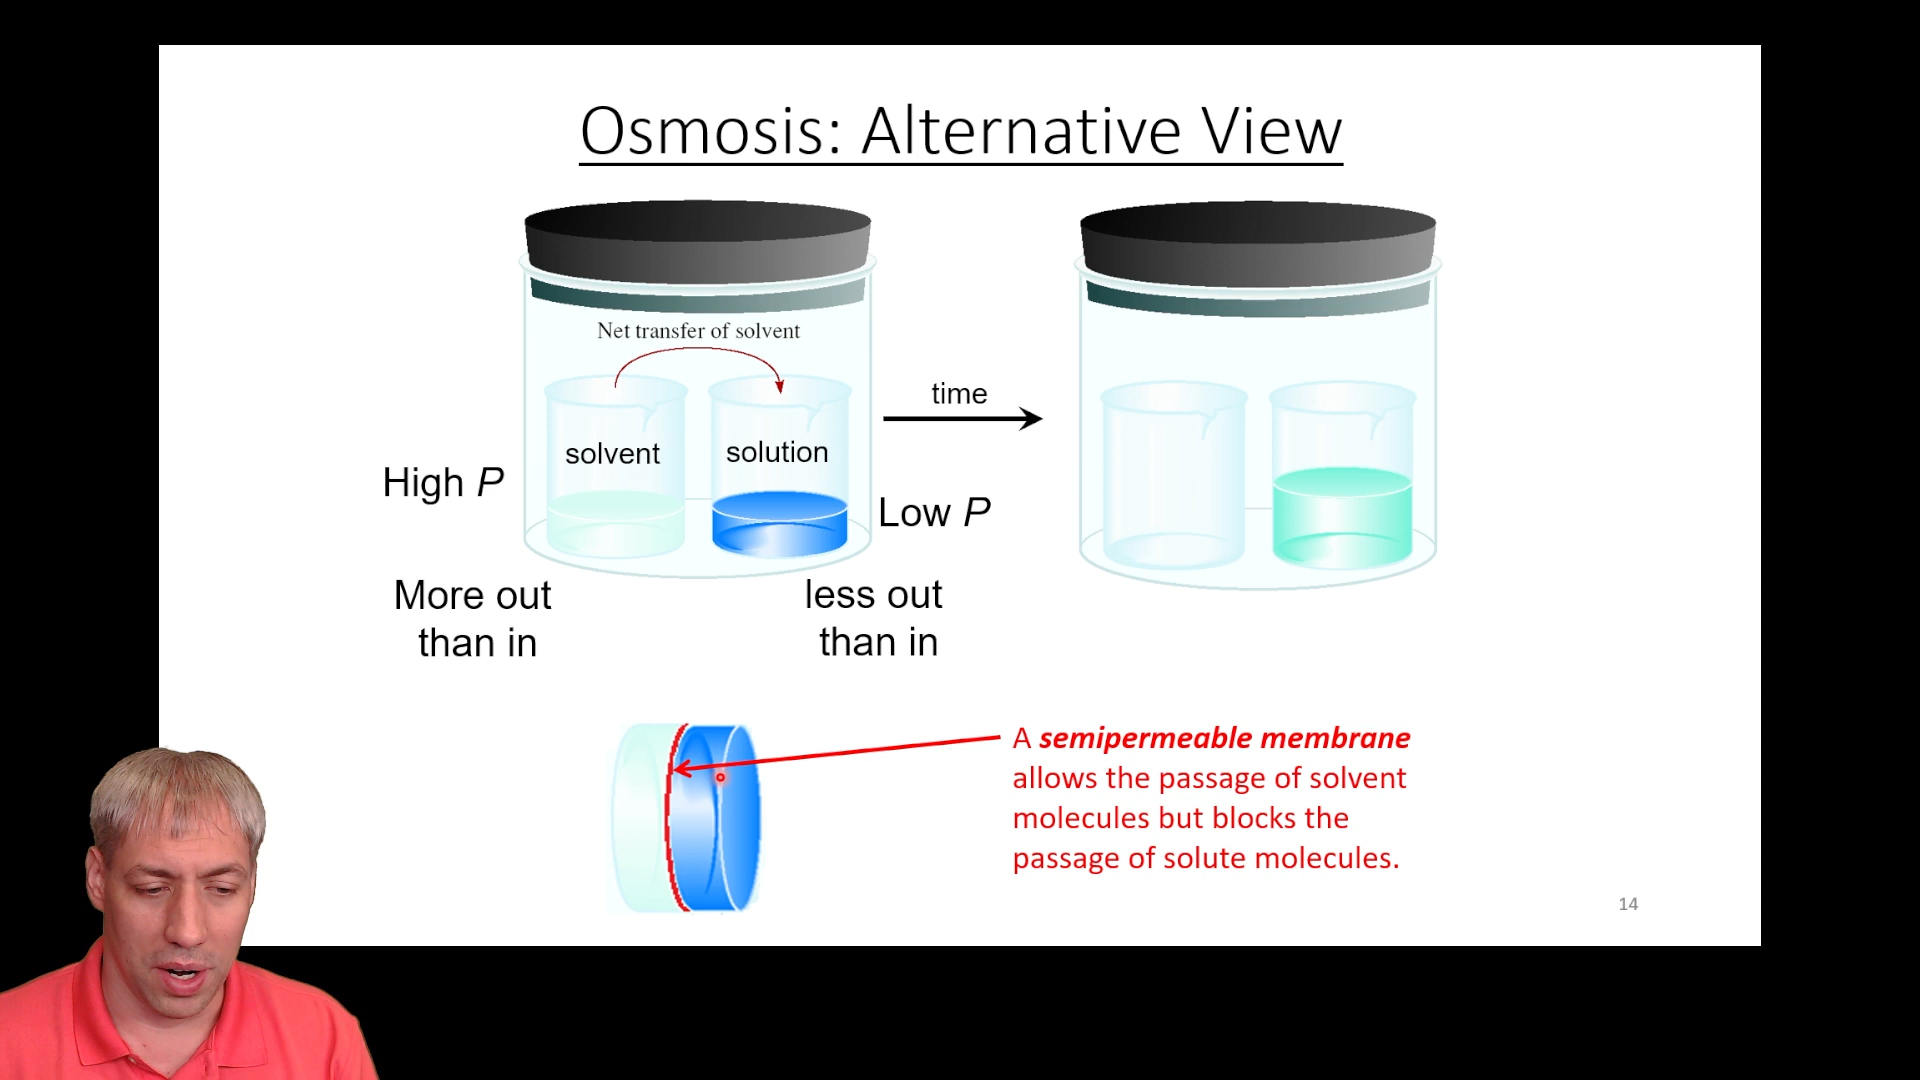 Osmosis: Alternative View
Net transfer of solvent
solvent
solution
High P
Low P
time
More out
than in
less out
than in
A semipermeable membrane
allows the passage of solvent
molecules but blocks the
passage of solute molecules.
14